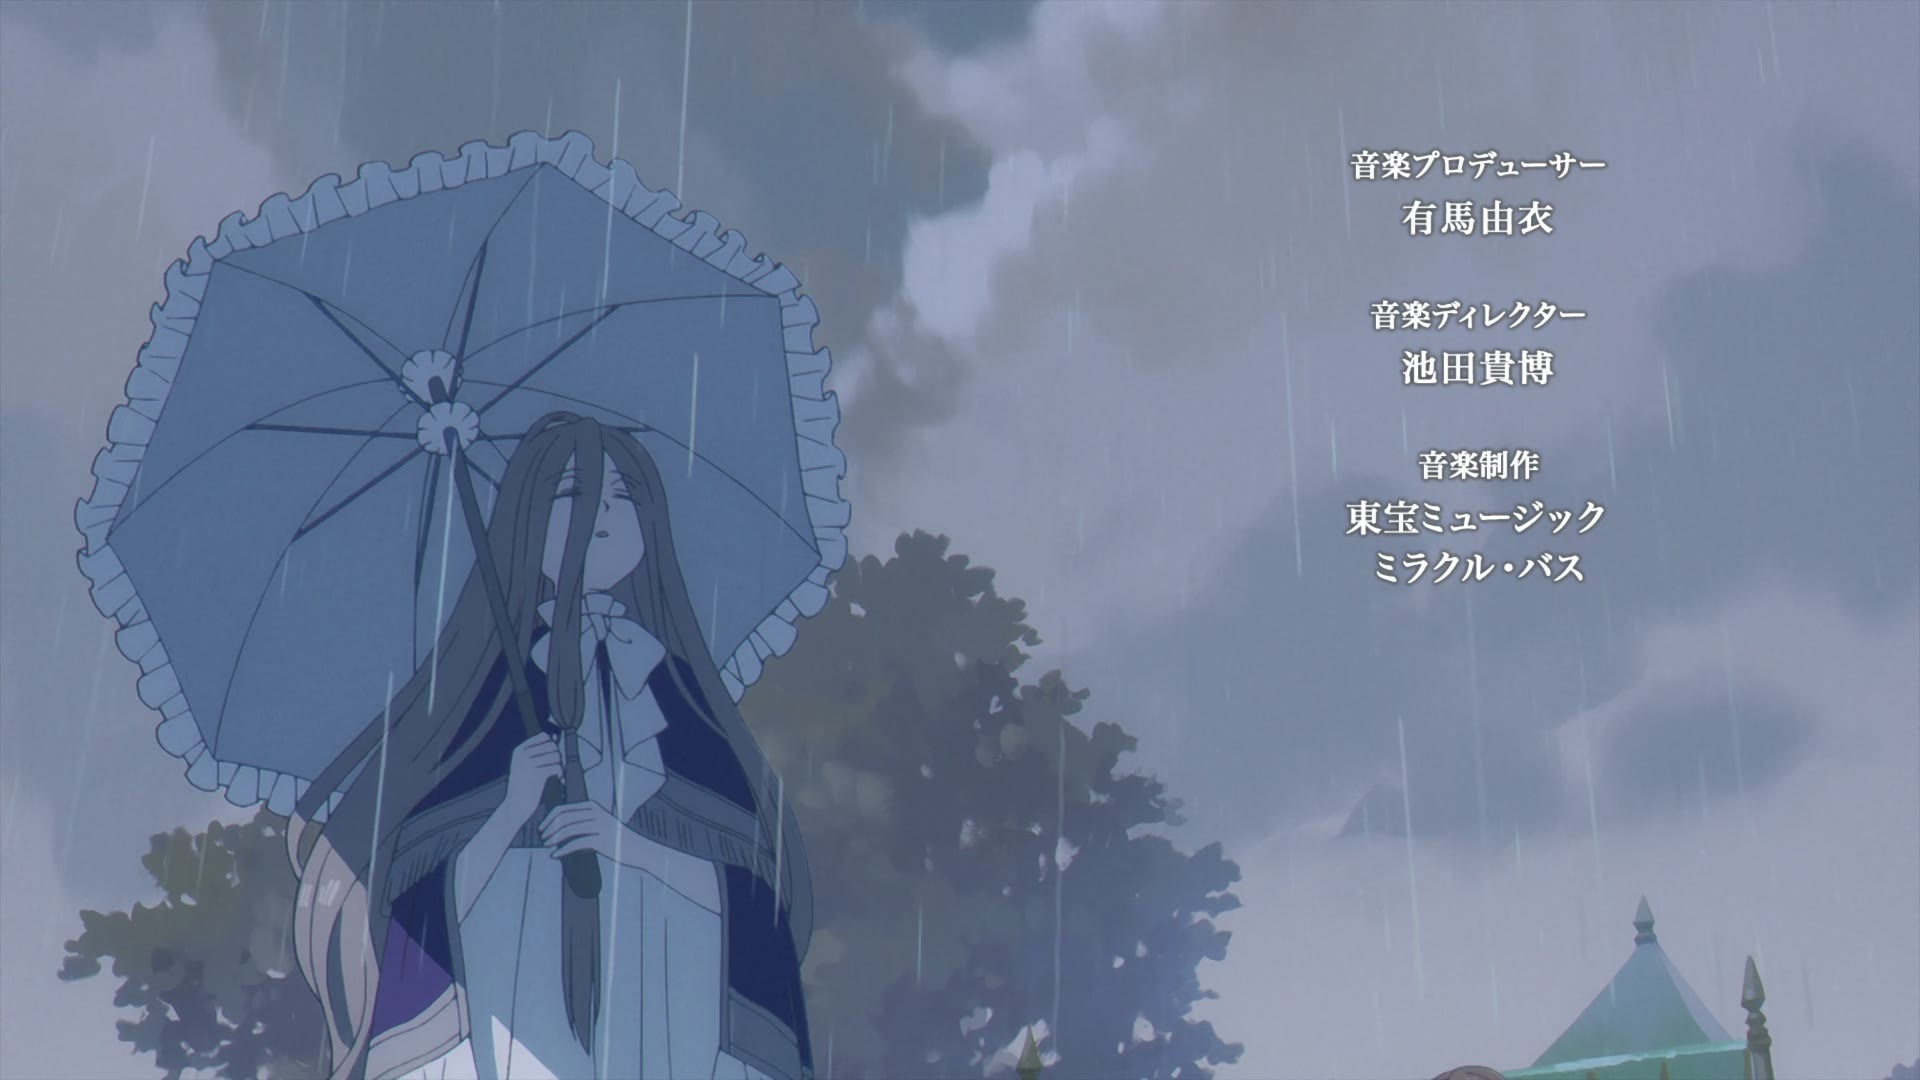 音楽プロデューサー
有馬由衣
音楽ディレクター
池田貴博
音楽制作
東宝ミュージック
ミラクル・バス